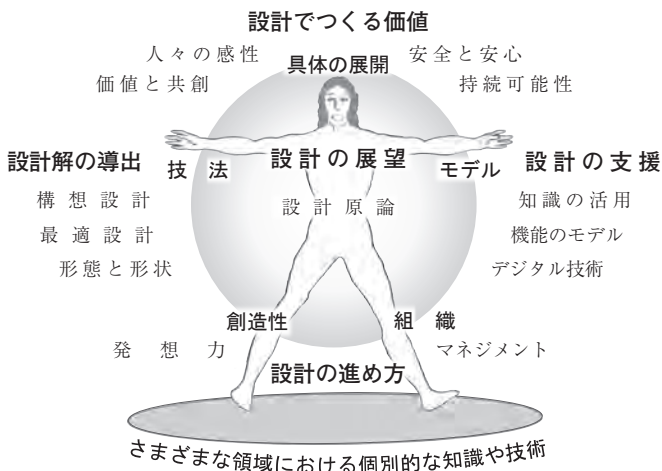 設計でつくる価値
人々の感性
具体の展開
安全と安心
価値と共創
持続可能性
設計解の導出
技法
設計の展望
モデル
設計の支援
構想設計
設計原論
知識の活用
最適設計
機能のモデル
形態と形状
デジタル技術
創造性
組織
発想力
マネジメント
設計の進め方
さまざまな領域における個別的な知識や技術